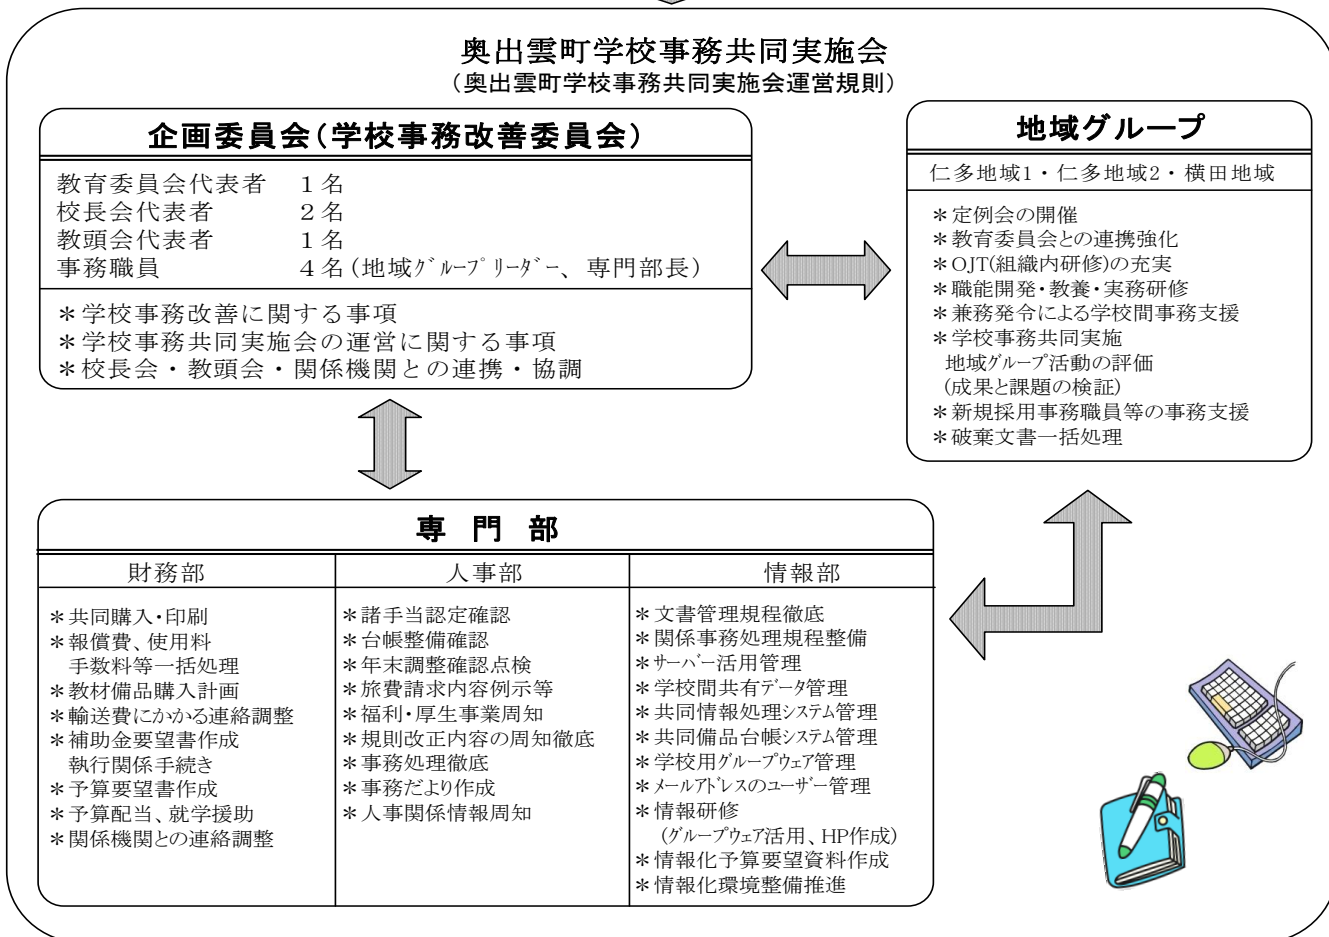 奥出雲町学校事務共同実施会
(奥出雲町学校事務共同実施会運営規則)
企画委員会(学校事務改善委員会)
教育委員会代表者 1名
校長会代表者 2名
教頭会代表者 1名
事務職員 4名(地域グループリーダー、専門部長)
*学校事務改善に関する事項
*学校事務共同実施会の運営に関する事項
*校長会・教頭会・関係機関との連携・協調
地域グループ
仁多地域1・仁多地域2・横田地域
*定例会の開催
*教育委員会との連携強化
*OJT(組織内研修)の充実
*職能開発・教養・実務研修
*兼務発令による学校間事務支援
*学校事務共同実施
地域グループ活動の評価
(成果と課題の検証)
*新規採用事務職員等の事務支援
*破棄文書一括処理
専 門 部
財務部
*共同購入・印刷
*報償費、使用料
手数料等一括処理
*教材備品購入計画
*輸送費にかかる連絡調整
*補助金要望書作成
執行関係手続き
*予算要望書作成
*予算配当、就学援助
*関係機関との連絡調整
人事部
*諸手当認定確認
*台帳整備確認
*年末調整確認点検
*旅費請求内容例示等
*福利・厚生事業周知
*規則改正内容の周知徹底
*事務処理徹底
*事務だより作成
*人事関係情報周知
情報部
*文書管理規程徹底
*関係事務処理規程整備
*サーバー活用管理
*学校間共有データ管理
*共同情報処理システム管理
*共同備品台帳システム管理
*学校用グループウェア管理
*メールアドレスのユーザー管理
*情報研修
(グループウェア活用、HP作成)
*情報化予算要望資料作成
*情報化環境整備推進